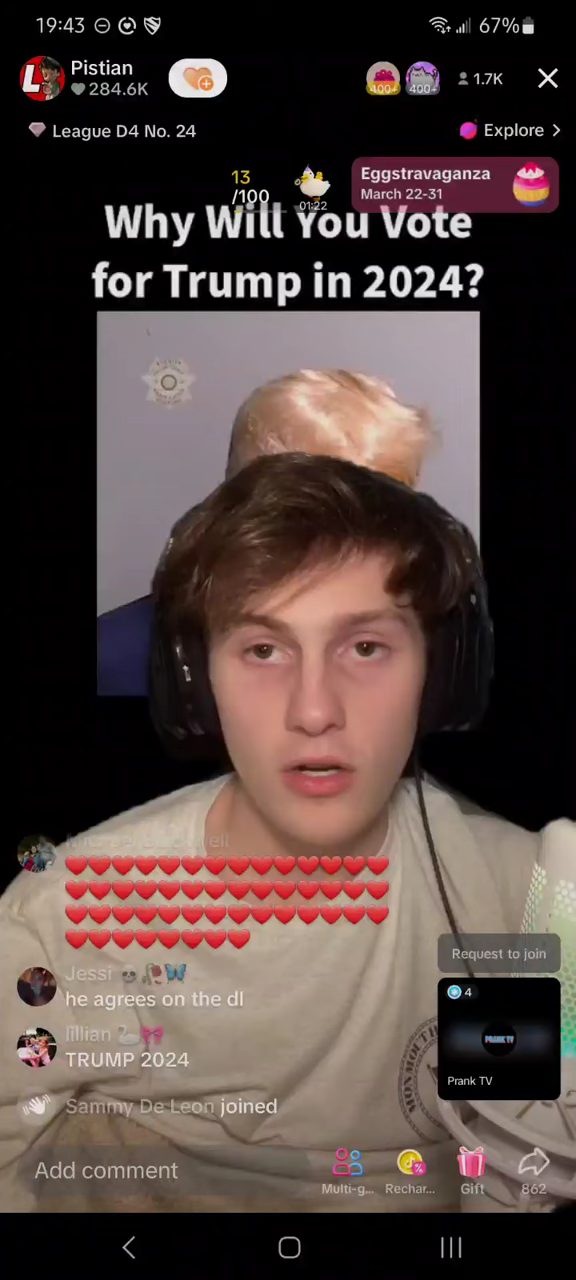 19:43
67%
Pistian
284.6K
400+
400+
1.7K
League D4 No. 24
Explore
13
/100
01:22
Eggstravaganza
March 22-31
Why Will You Vote
for Trump in 2024?
Request to join
Jessi
he agrees on the dl
4
PRANK TV
Prank TV
lillian
TRUMP 2024
Sammy De Leon joined
Add comment
Multi-g...
Rechar...
Gift
862